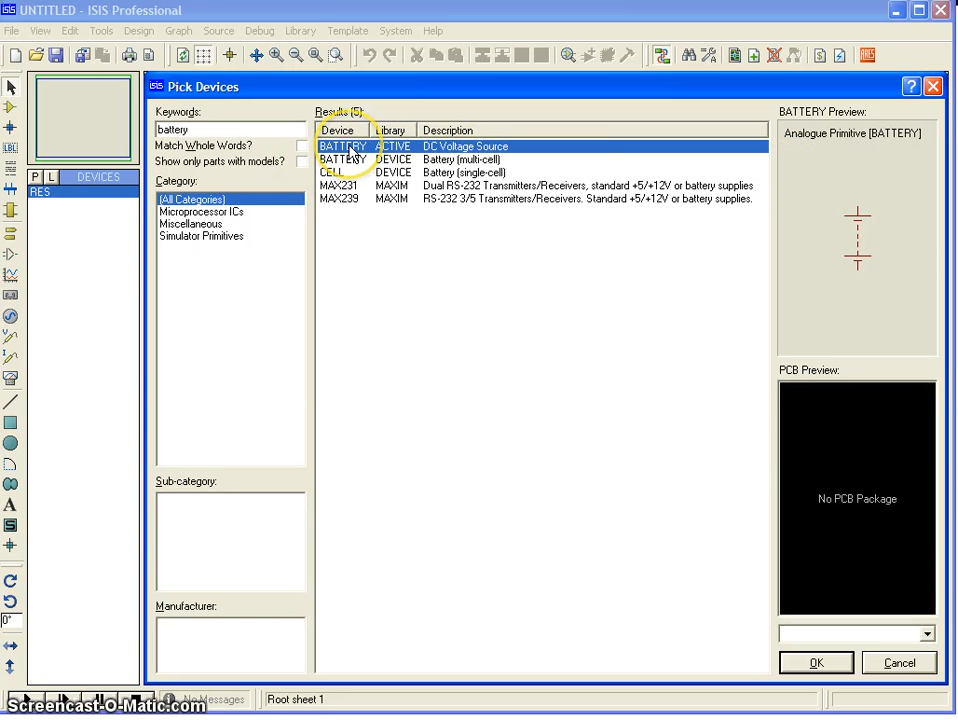 UNTITLED - ISIS Professional
File View Edit Tools Design Graph Source Debug Library Template System Help
ARES
isis Pick Devices
Keywords:
battery
Match Whole Words?
Show only parts with models?
Category:
(All Categories)
Microprocessor ICs
Miscellaneous
Simulator Primitives
Sub-category:
Manufacturer:
Results (5):
Device Library Description
BATTERY ACTIVE DC Voltage Source
BATTERY DEVICE Battery (multi-cell)
CELL DEVICE Battery (single-cell)
MAX231 MAXIM Dual RS-232 Transmitters/Receivers, standard +5/+12V or battery supplies
MAX239 MAXIM RS-232 3/5 Transmitters/Receivers. Standard +5/+12V or battery supplies.
BATTERY Preview:
Analogue Primitive [BATTERY]
PCB Preview:
No PCB Package
OK Cancel
P L DEVICES
RES
LBL
A
S
0°
No Messages
Root sheet 1
Screencast-O-Matic.com